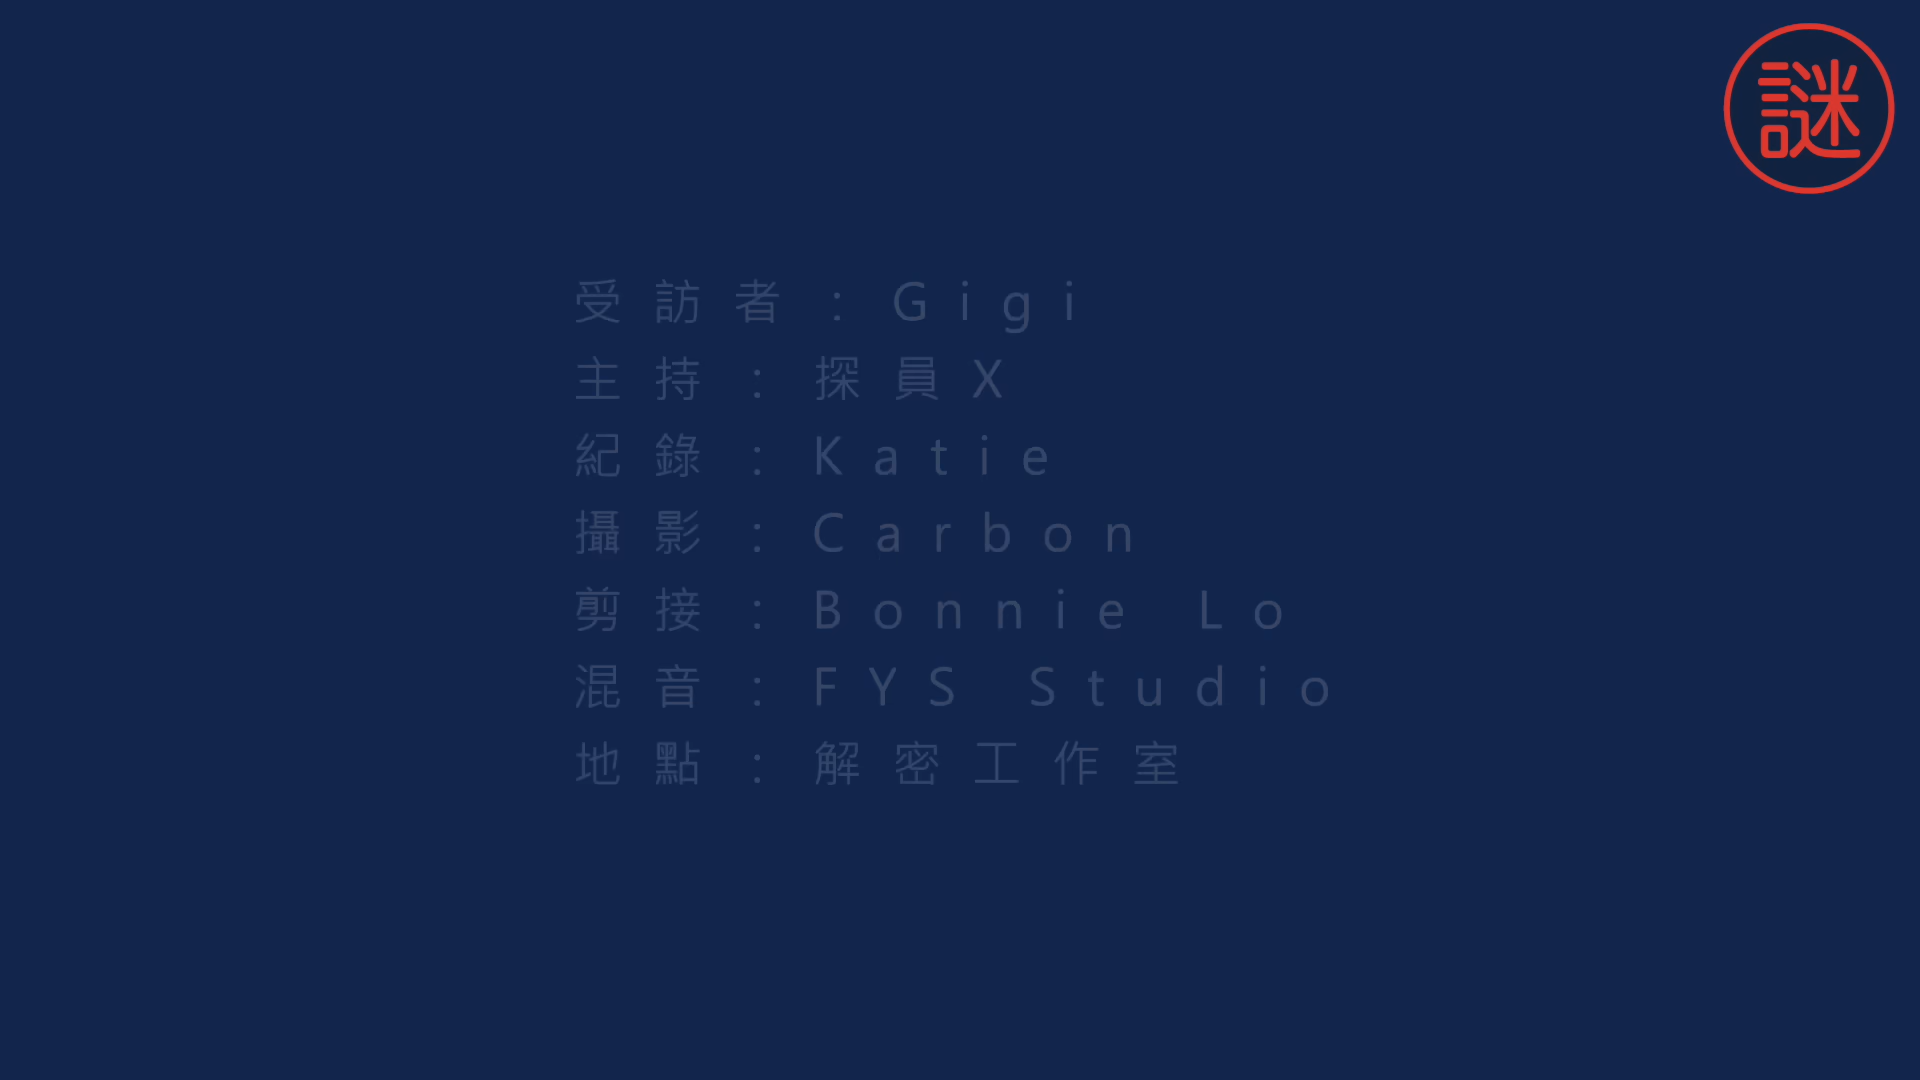 謎
受訪者：Gigi
主持：探員X
紀錄：Katie
攝影：Carbon
剪接：Bonnie Lo
混音：FYS Studio
地點：解密工作室